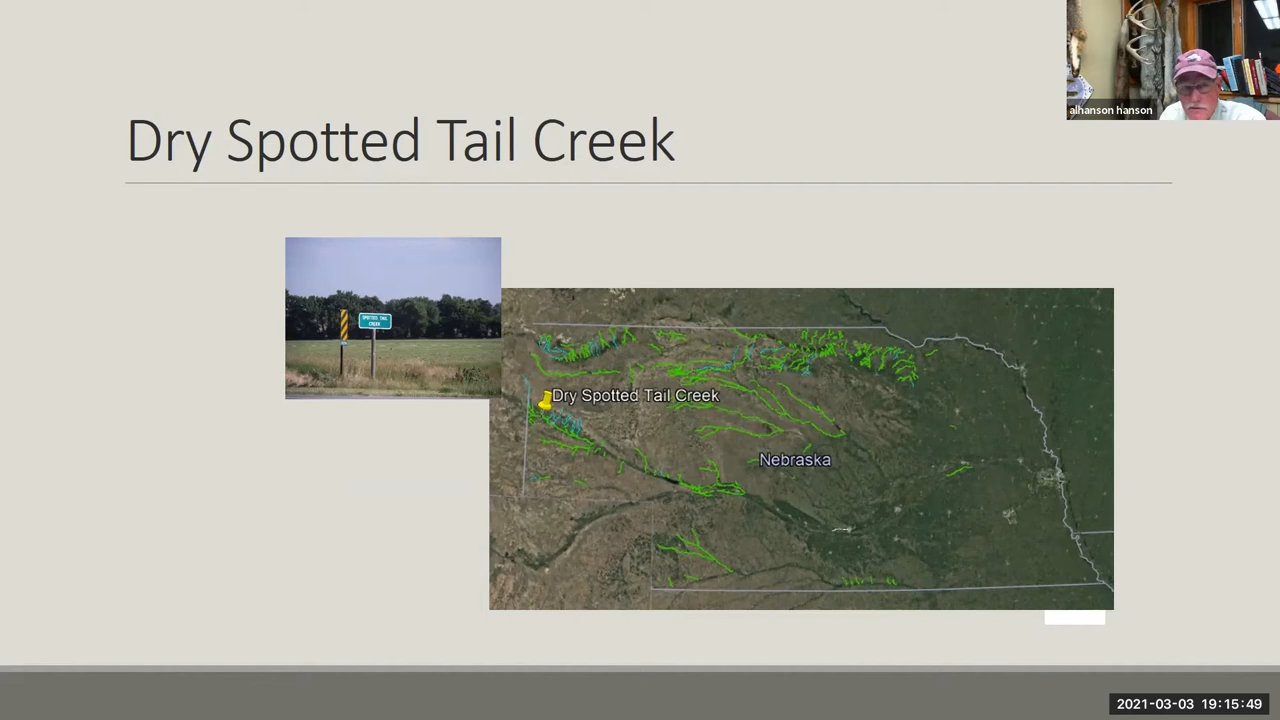 alhanson hanson
Dry Spotted Tail Creek
SPOTTED TAIL
CREEK
Dry Spotted Tail Creek
Nebraska
2021-03-03 19:15:49